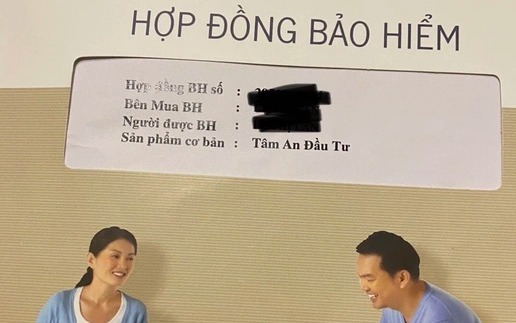 HỢP ĐỒNG BẢO HIỂM
Hợp đồng BH số :
Bên Mua BH :
Người được BH :
Sản phẩm cơ bản : Tâm An Đầu Tư